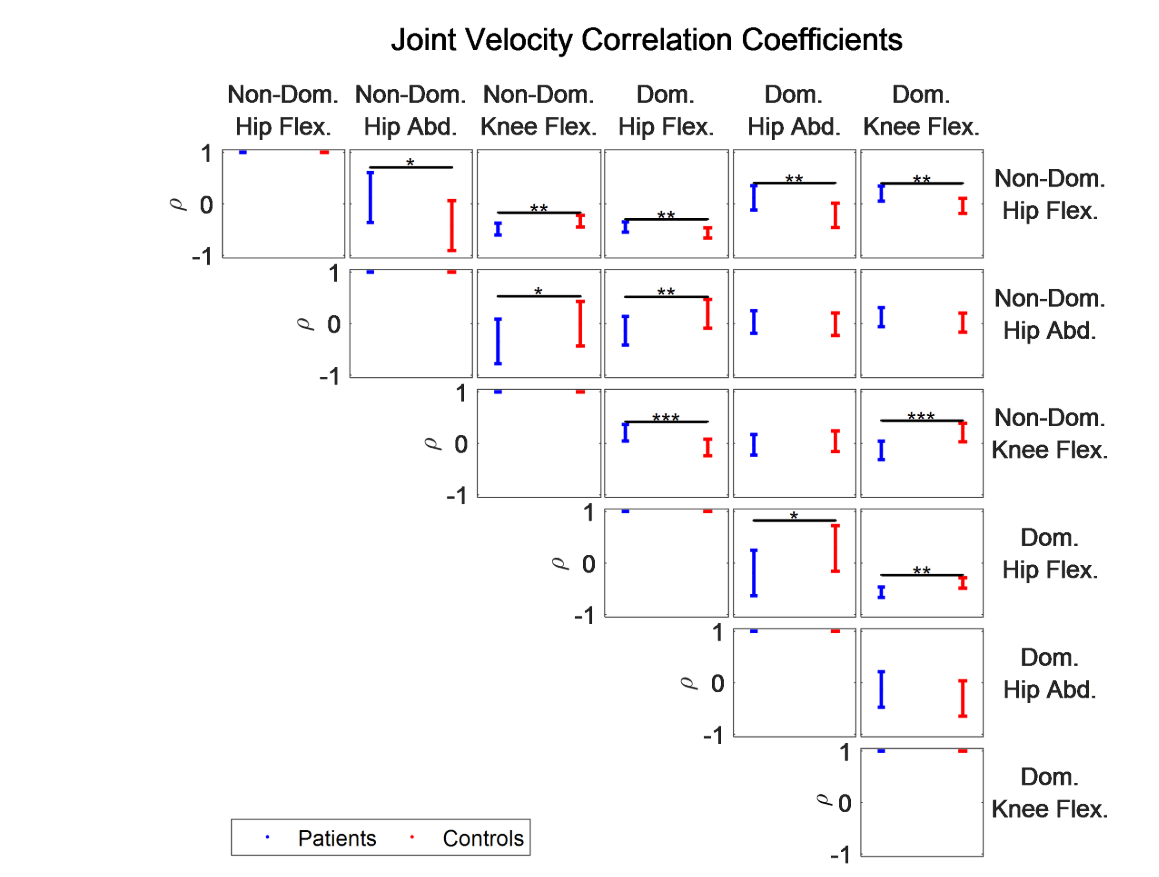 Joint Velocity Correlation Coefficients
Non-Dom. Non-Dom. Non-Dom. Dom. Dom. Dom.
Hip Flex. Hip Abd. Knee Flex. Hip Flex. Hip Abd. Knee Flex.
1
* ** ** ** **
ρ 0
-1
Non-Dom.
Hip Flex.
1
* **
ρ 0
-1
Non-Dom.
Hip Abd.
1
*** ***
ρ 0
-1
Non-Dom.
Knee Flex.
1
* **
ρ 0
-1
Dom.
Hip Flex.
1
ρ 0
-1
Dom.
Hip Abd.
1
ρ 0
-1
Dom.
Knee Flex.
Patients Controls